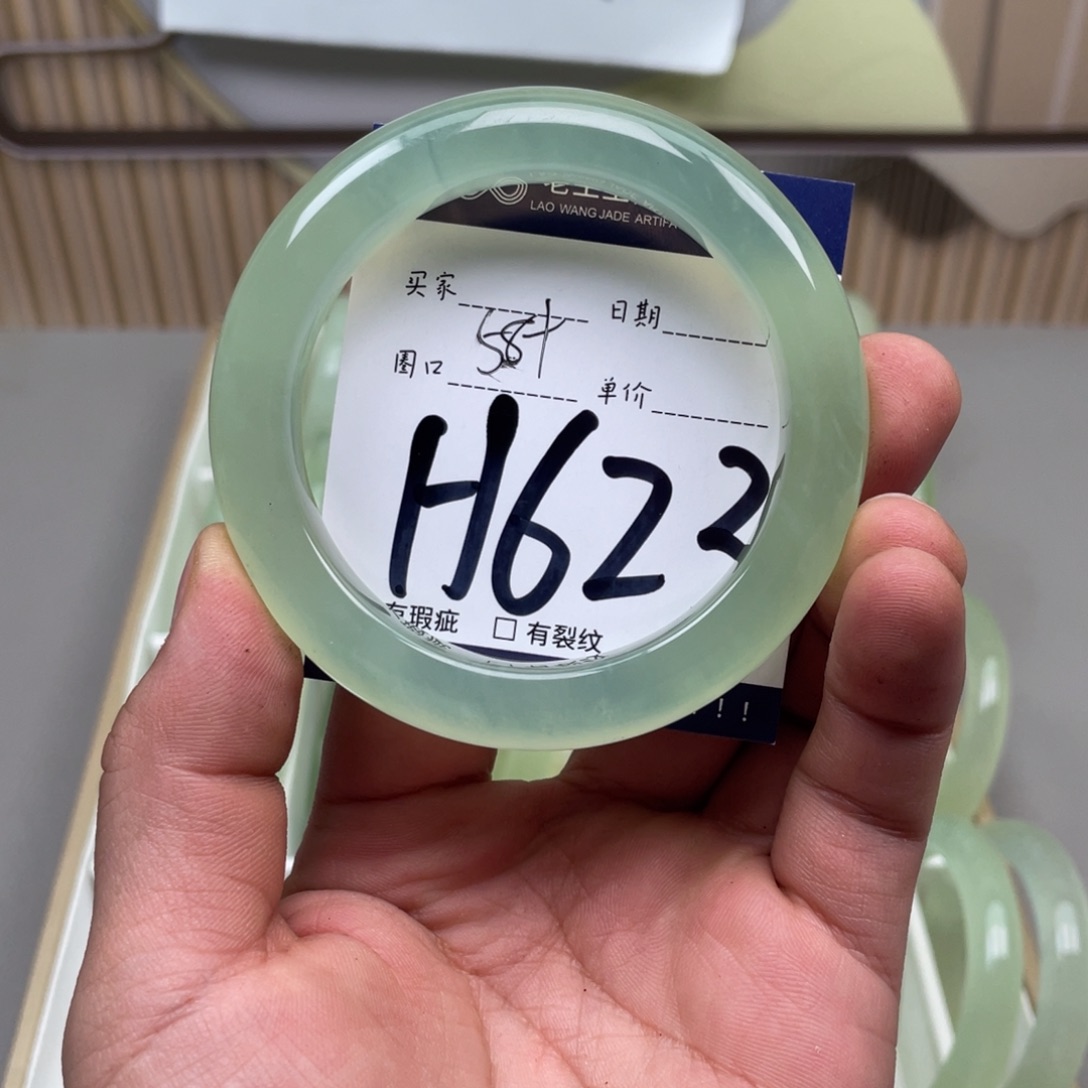 LAO WANG JADE ARTIFA
买家 日期
圈口 58+ 单价
H622
有瑕疵 □ 有裂纹
!!